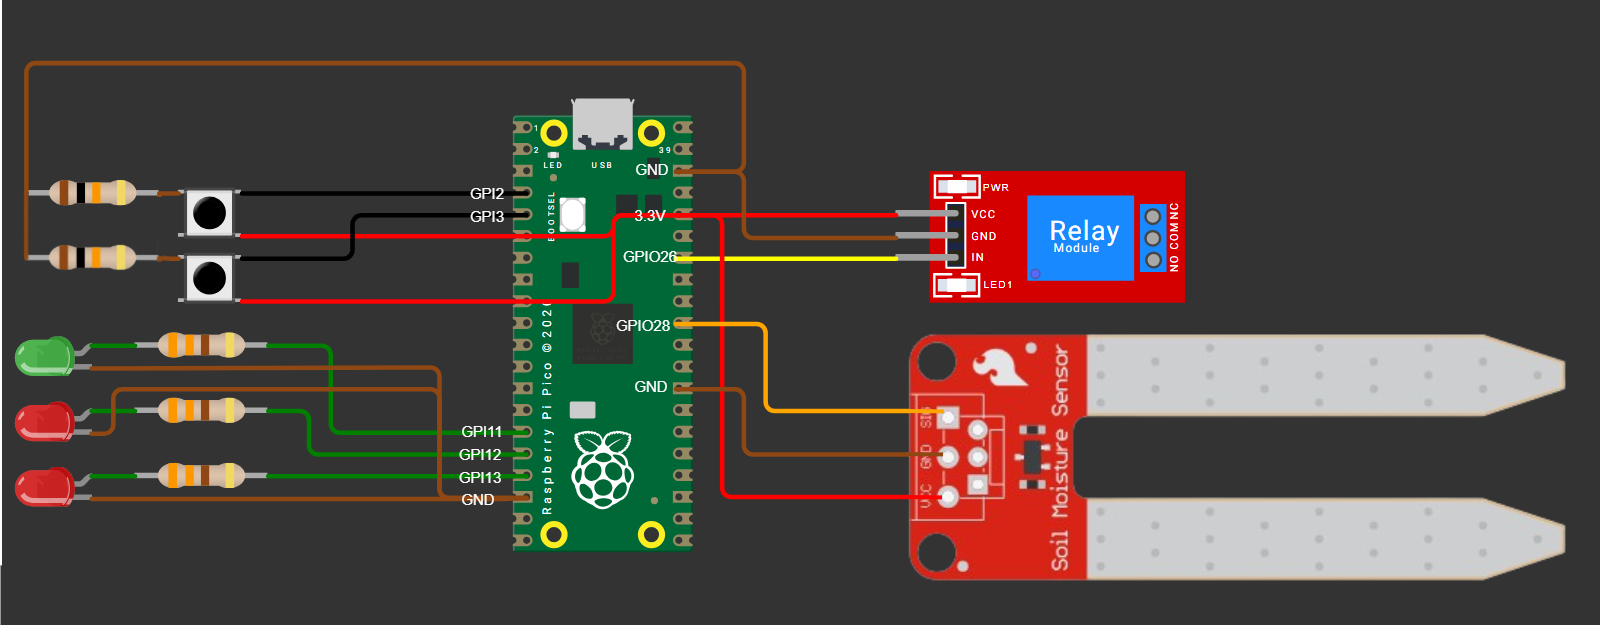 1
2
39
LED
USB
BOOTSEL
Raspberry Pi Pico © 2020
GPI2
GPI3
GPI11
GPI12
GPI13
GND
GND
3.3V
GPIO26
GPIO28
GND
PWR
VCC
GND
IN
LED1
Relay
Module
NO COM NC
SIG
GND
VCC
Soil Moisture Sensor